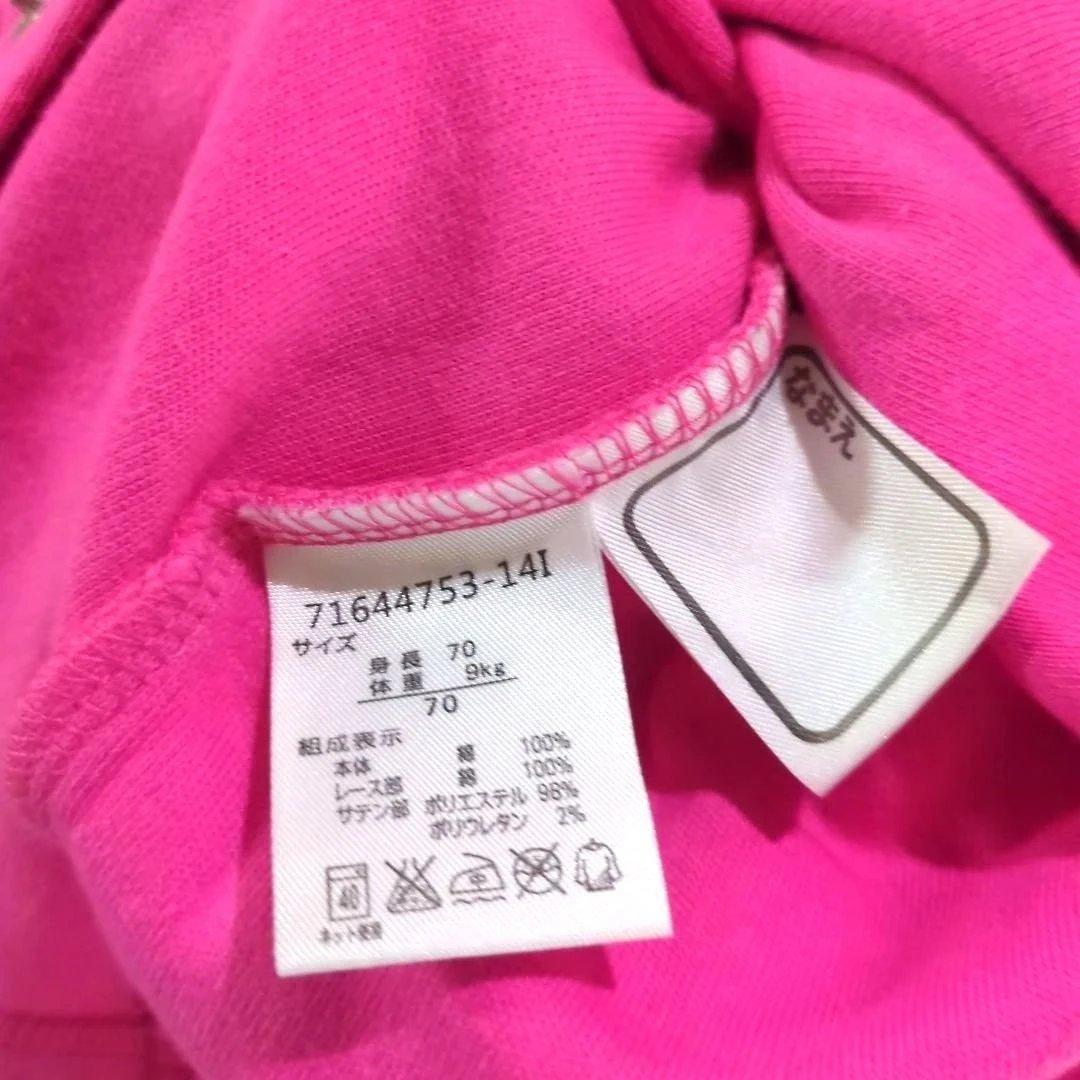 なまえ
71644753-14I
サイズ
身長 70
体重 9kg
70
組成表示
本体 綿 100%
レース部 綿 100%
サテン部 ポリエステル 98%
ポリウレタン 2%
40
ネット使用